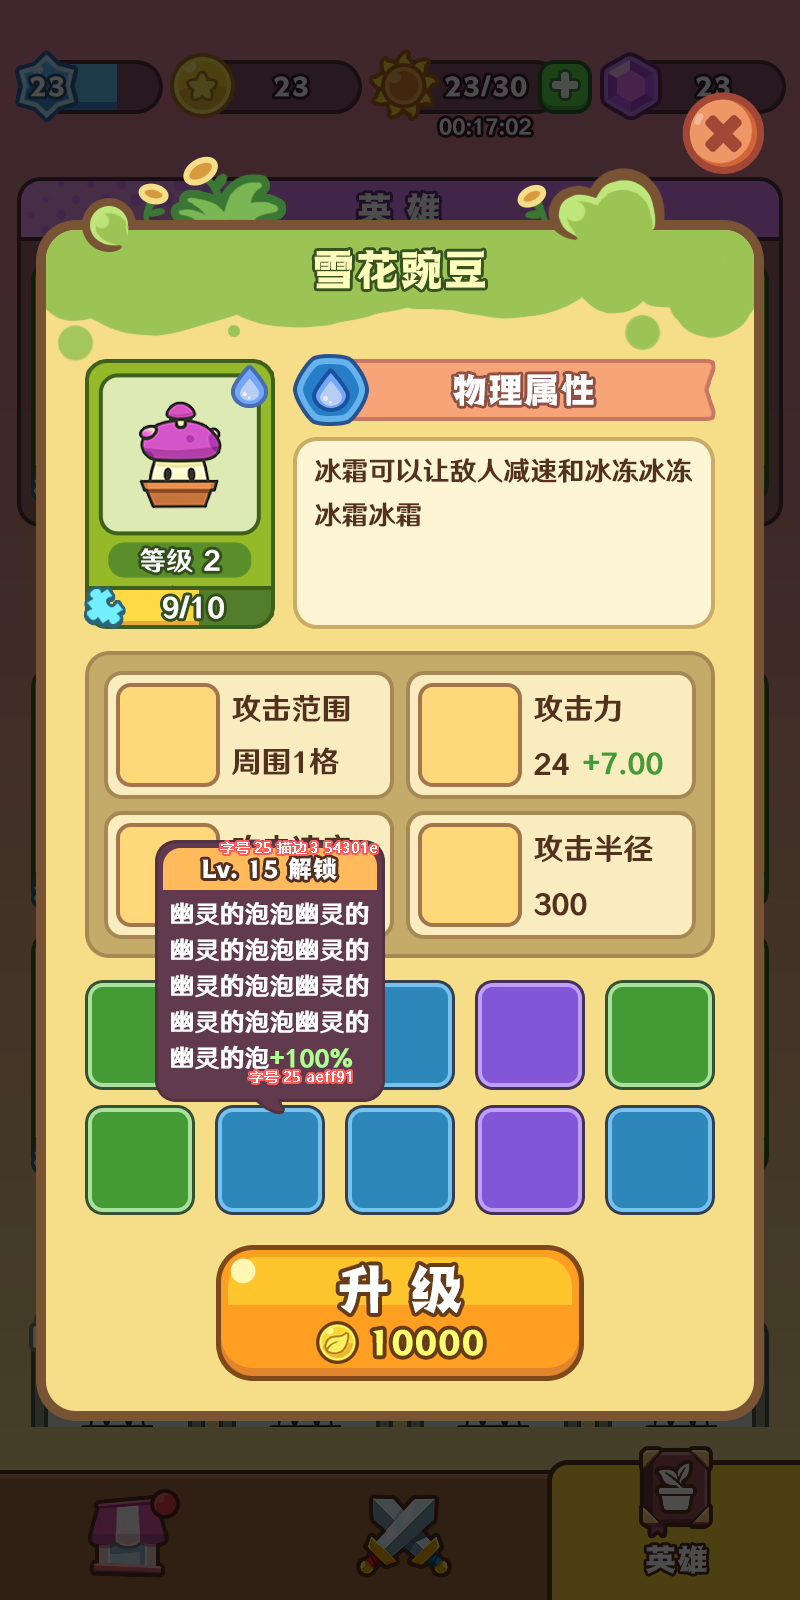 23
23
23/30
23
00:17:02
英 雄
雪花豌豆
物理属性
冰霜可以让敌人减速和冰冻冰冻
冰霜冰霜
等级 2
9/10
攻击范围
周围1格
攻击力
24 +7.00
攻击半径
300
字号 25 描边 3 54301e
Lv. 15 解锁
幽灵的泡泡幽灵的
幽灵的泡泡幽灵的
幽灵的泡泡幽灵的
幽灵的泡泡幽灵的
幽灵的泡+100%
字号 25 aeff91
升 级
10000
英雄